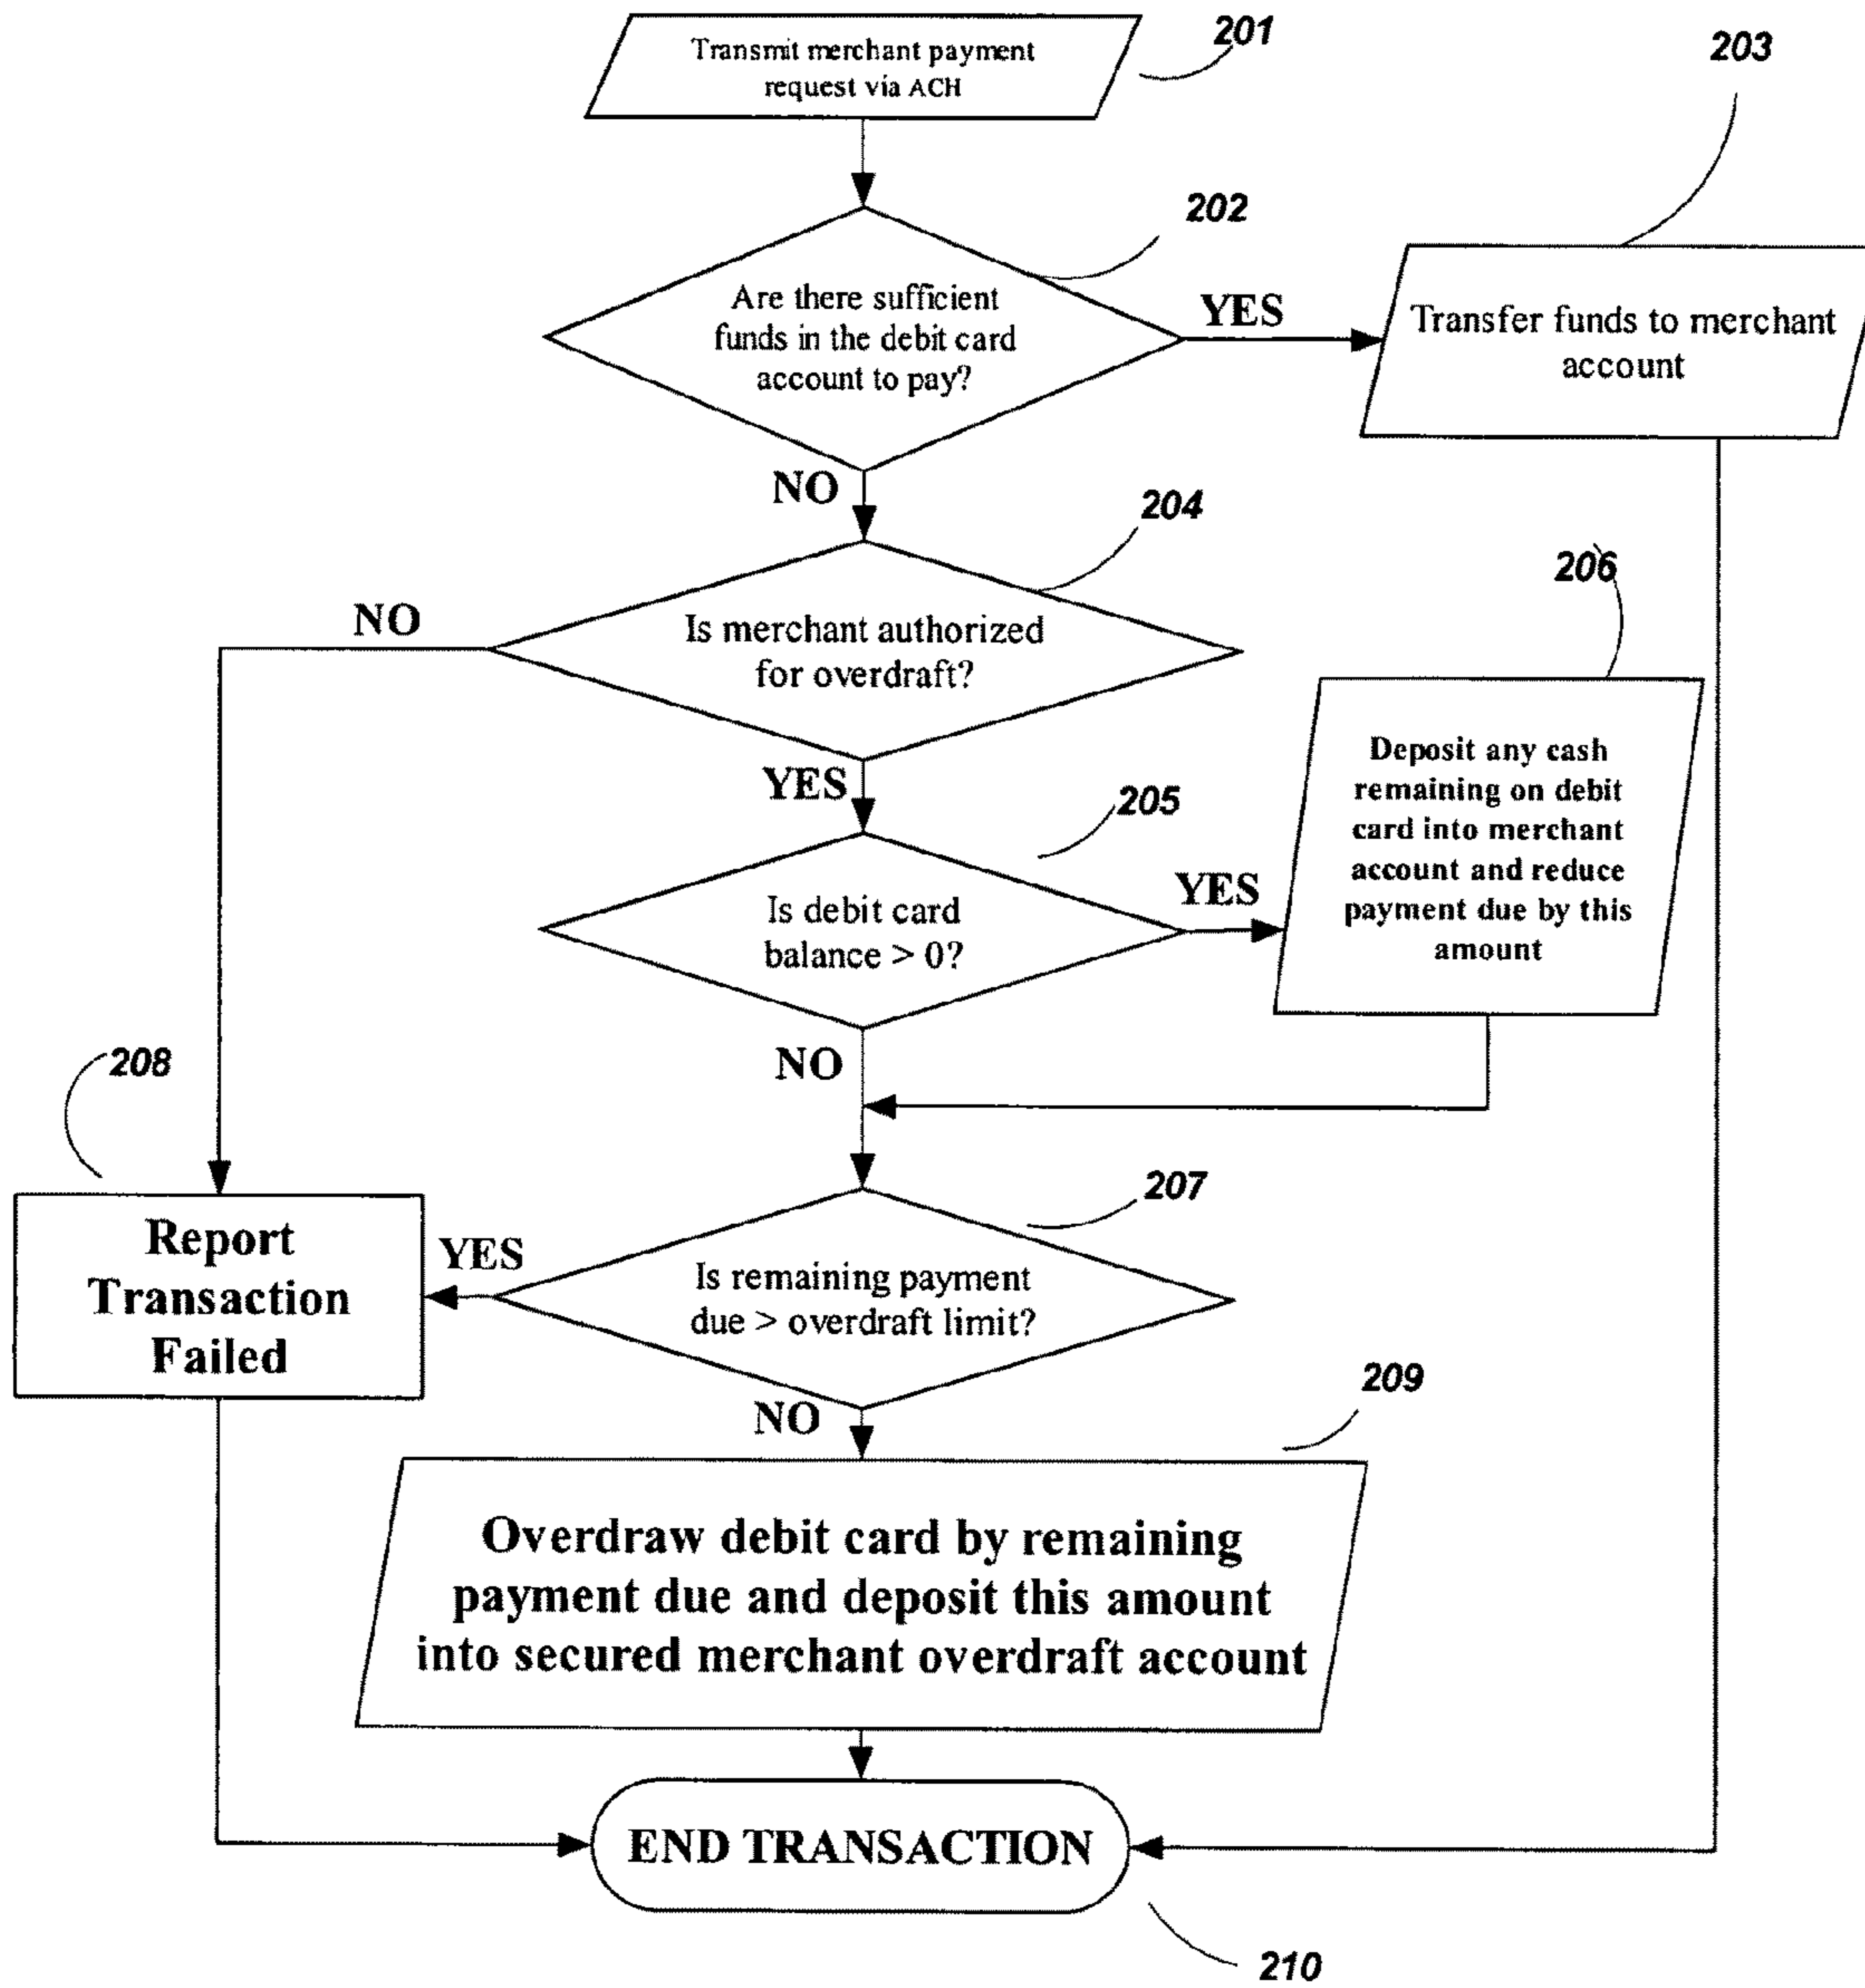 Transmit merchant payment
request via ACH
201
203
202
Are there sufficient
funds in the debit card
account to pay?
YES
Transfer funds to merchant
account
NO
204
206
NO
Is merchant authorized
for overdraft?
YES
205
Deposit any cash
remaining on debit
card into merchant
account and reduce
payment due by this
amount
Is debit card
balance > 0?
YES
208
NO
207
Report
Transaction
Failed
YES
Is remaining payment
due > overdraft limit?
NO
209
Overdraw debit card by remaining
payment due and deposit this amount
into secured merchant overdraft account
END TRANSACTION
210